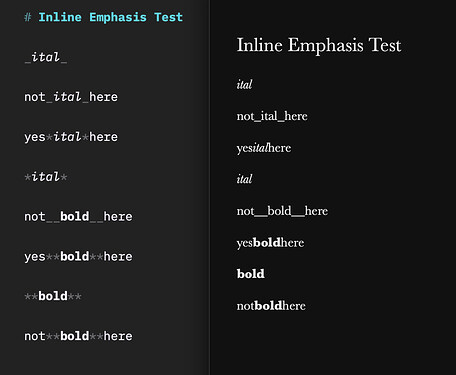 # Inline Emphasis Test
_ital_
not_ital_here
yes*ital*here
*ital*
not__bold__here
yes**bold**here
**bold**
not**bold**here
Inline Emphasis Test
ital
not_ital_here
yesitalhere
ital
not__bold__here
yesboldhere
bold
notboldhere